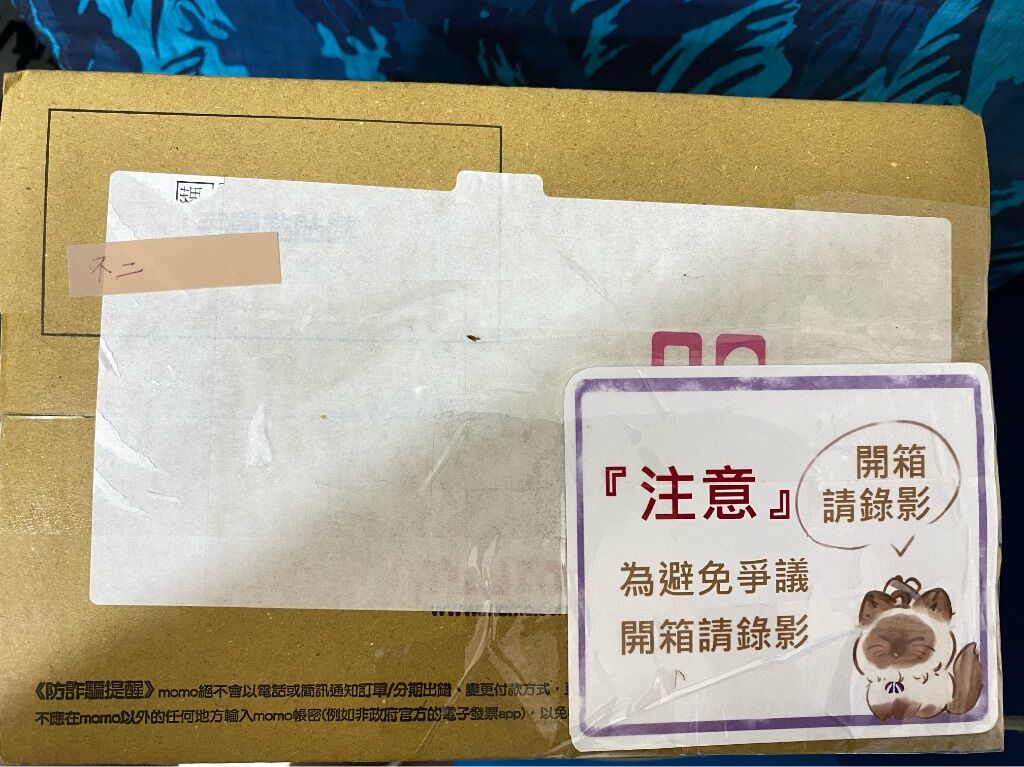 不二
『注意』
開箱
請錄影
為避免爭議
開箱請錄影
《防詐騙提醒》momo絕不會以電話或簡訊通知訂單/分期出錯、變更付款方式,
不應在momo以外的任何地方輸入momo帳密(例如非政府官方的電子發票app),以免